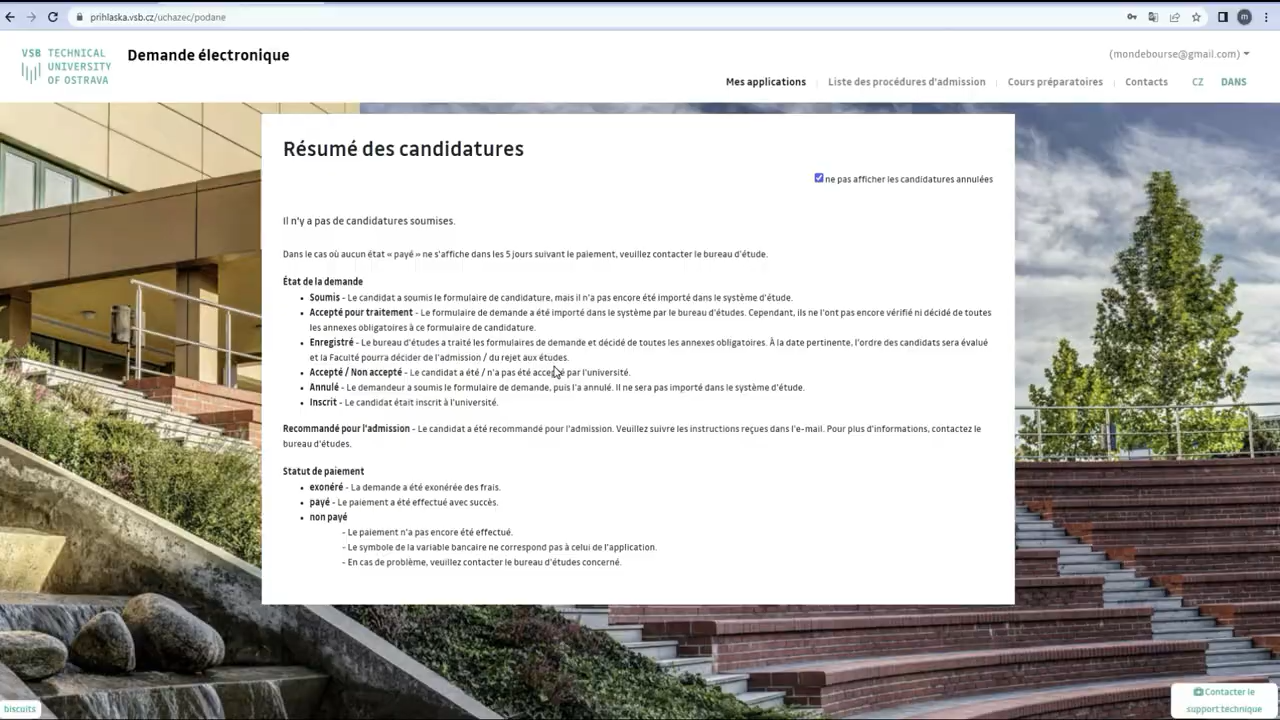 prihlaska.vsb.cz/uchazec/podane
m
VSB TECHNICAL
UNIVERSITY
OF OSTRAVA
Demande électronique
(mondebourse@gmail.com)
Mes applications
Liste des procédures d'admission
Cours préparatoires
Contacts
CZ
DANS
Résumé des candidatures
ne pas afficher les candidatures annulées
Il n'y a pas de candidatures soumises.
Dans le cas où aucun état « payé » ne s'affiche dans les 5 jours suivant le paiement, veuillez contacter le bureau d'étude.
État de la demande
• Soumis - Le candidat a soumis le formulaire de candidature, mais il n'a pas encore été importé dans le système d'étude.
• Accepté pour traitement - Le formulaire de demande a été importé dans le système par le bureau d'études. Cependant, ils ne l'ont pas encore vérifié ni décidé de toutes
les annexes obligatoires à ce formulaire de candidature.
• Enregistré - Le bureau d'études a traité les formulaires de demande et décidé de toutes les annexes obligatoires. À la date pertinente, l'ordre des candidats sera évalué
et la Faculté pourra décider de l'admission / du rejet aux études.
• Accepté / Non accepté - Le candidat a été / n'a pas été accepté par l'université.
• Annulé - Le demandeur a soumis le formulaire de demande, puis l'a annulé. Il ne sera pas importé dans le système d'étude.
• Inscrit - Le candidat était inscrit à l'université.
Recommandé pour l'admission - Le candidat a été recommandé pour l'admission. Veuillez suivre les instructions reçues dans l'e-mail. Pour plus d'informations, contactez le
bureau d'études.
Statut de paiement
• exonéré - La demande a été exonérée des frais.
• payé - Le paiement a été effectué avec succès.
• non payé
- Le paiement n'a pas encore été effectué.
- Le symbole de la variable bancaire ne correspond pas à celui de l'application.
- En cas de problème, veuillez contacter le bureau d'études concerné.
biscuits
Contacter le
support technique